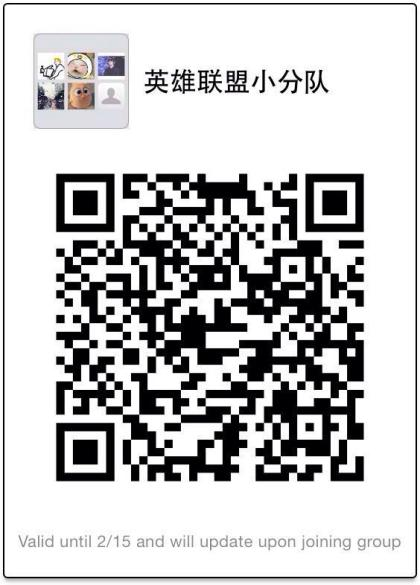 英雄联盟小分队
Valid until 2/15 and will update upon joining group